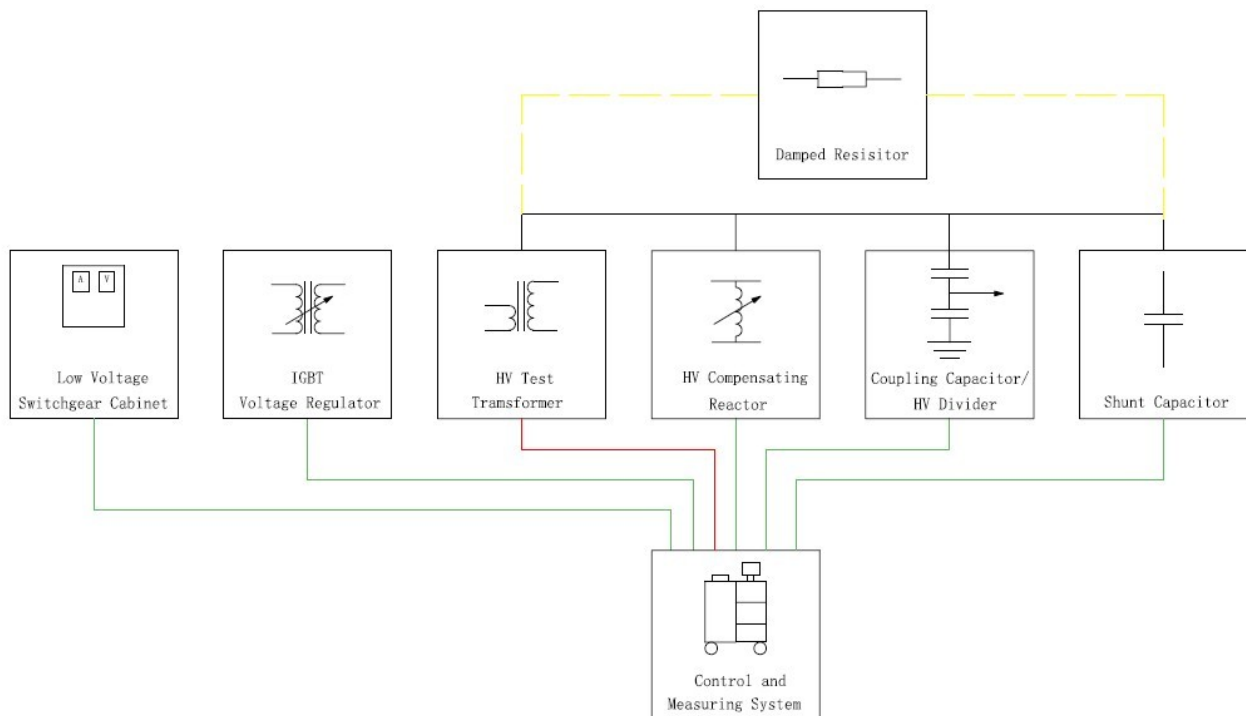 Damped Resisitor
A V
Low Voltage
Switchgear Cabinet
IGBT
Voltage Regulator
HV Test
Tramsformer
HV Compensating
Reactor
Coupling Capacitor/
HV Divider
Shunt Capacitor
Control and
Measuring System